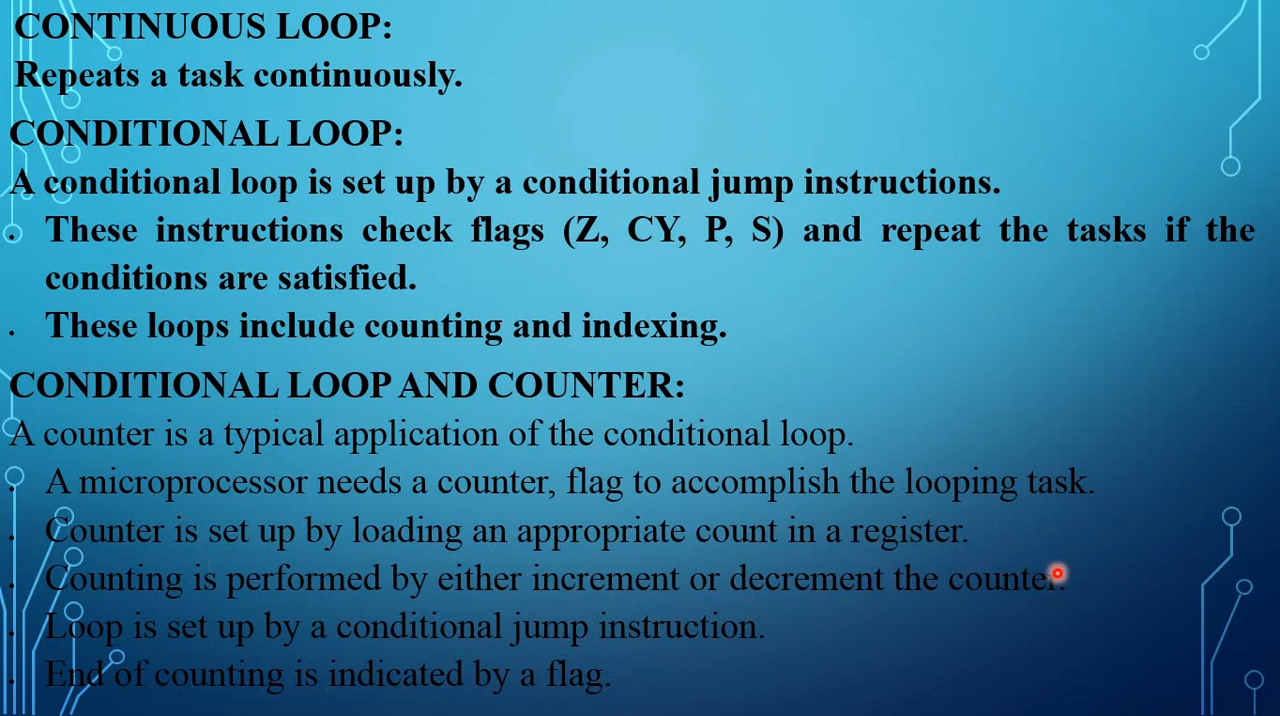 CONTINUOUS LOOP:
Repeats a task continuously.
CONDITIONAL LOOP:
A conditional loop is set up by a conditional jump instructions.
• These instructions check flags (Z, CY, P, S) and repeat the tasks if the
conditions are satisfied.
• These loops include counting and indexing.
CONDITIONAL LOOP AND COUNTER:
A counter is a typical application of the conditional loop.
• A microprocessor needs a counter, flag to accomplish the looping task.
• Counter is set up by loading an appropriate count in a register.
• Counting is performed by either increment or decrement the counter.
• Loop is set up by a conditional jump instruction.
• End of counting is indicated by a flag.